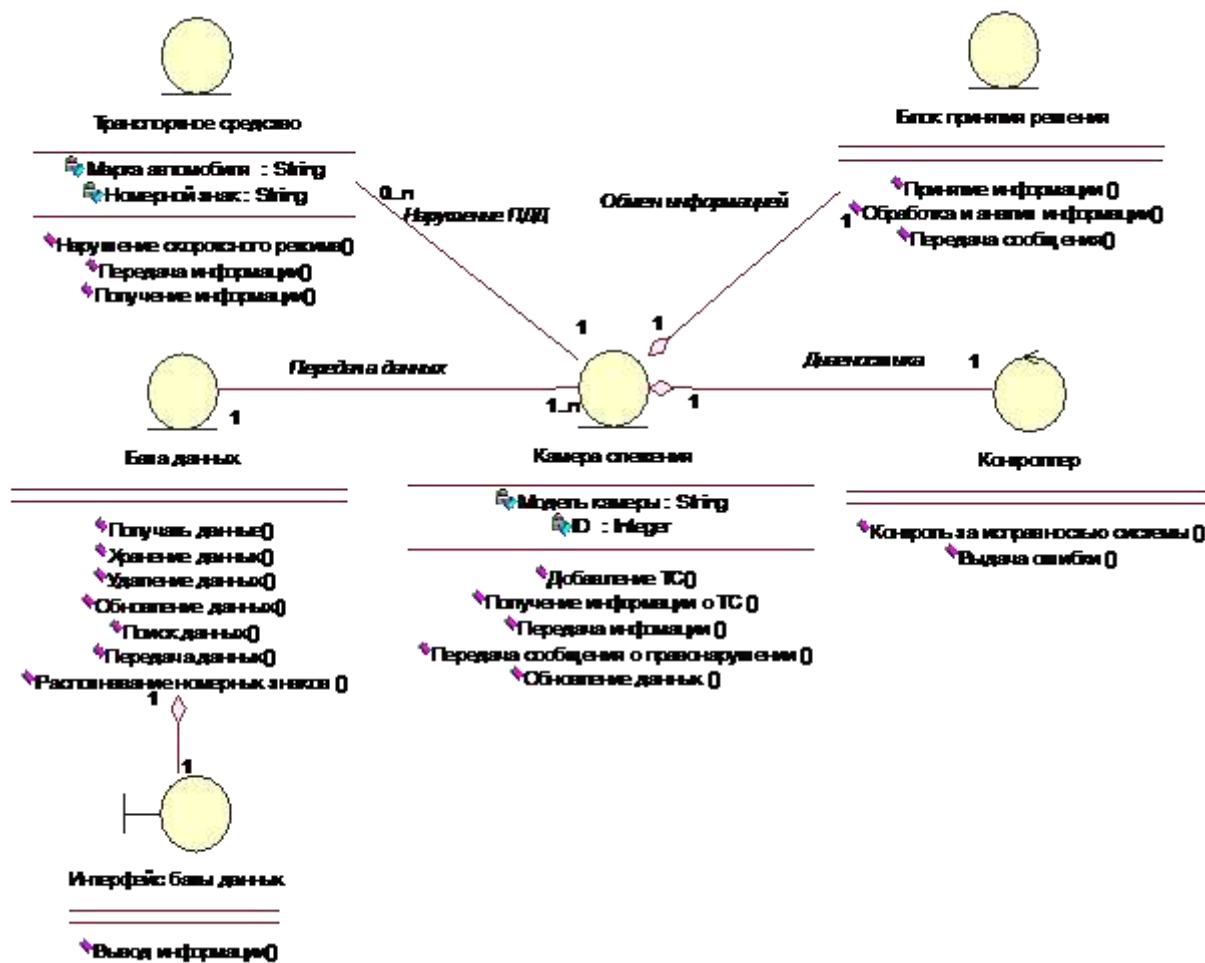 Транспортное средство
Марка автомобиля : String
Номерной знак : String
Нарушение скоростного режима()
Передача информации()
Получение информации()
0..n
Нарушение ПДД
1
Блок принятия решения
Принятие информации ()
Обработка и анализ информации()
Передача сообщения()
Обмен информацией
1
1
База данных
Получать данные()
Хранение данных()
Удаление данных()
Обновление данных()
Поиск данных()
Передача данных()
Распознавание номерных знаков ()
Передача данных
1
1..n
Камера слежения
Модель камеры : String
ID : Integer
Добавление ТС()
Получение информации о ТС ()
Передача инфомации ()
Передача сообщения о правонарушении ()
Обновление данных ()
Диагностика
1
1
Контроллер
Контроль за исправностью системы ()
Выдача ошибки ()
1
1
Интерфейс базы данных
Вывод информации()